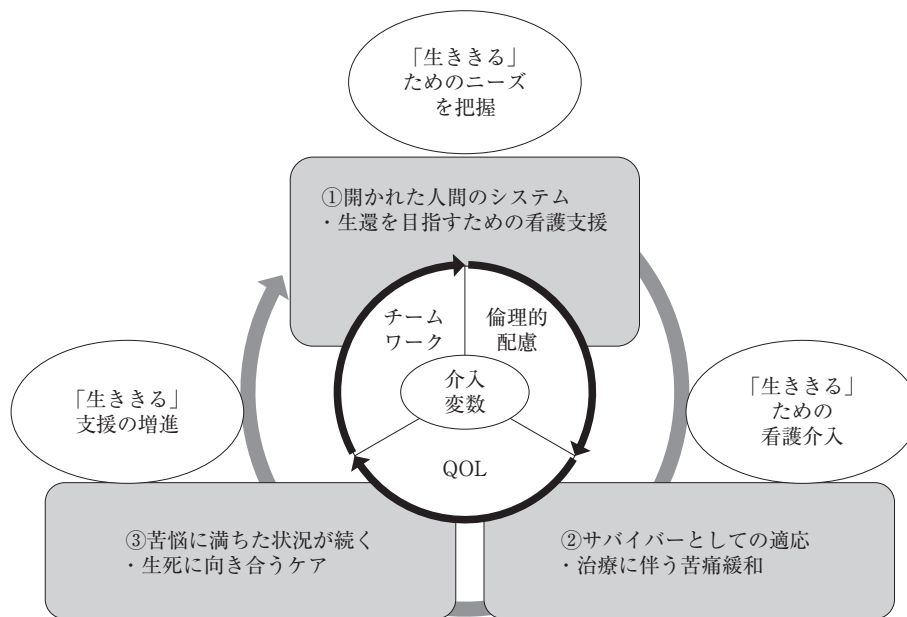 「生ききる」
ためのニーズ
を把握
①開かれた人間のシステム
・生還を目指すための看護支援
チーム
ワーク
倫理的
配慮
介入
変数
QOL
「生ききる」
支援の増進
「生ききる」
ための
看護介入
③苦悩に満ちた状況が続く
・生死に向き合うケア
②サバイバーとしての適応
・治療に伴う苦痛緩和